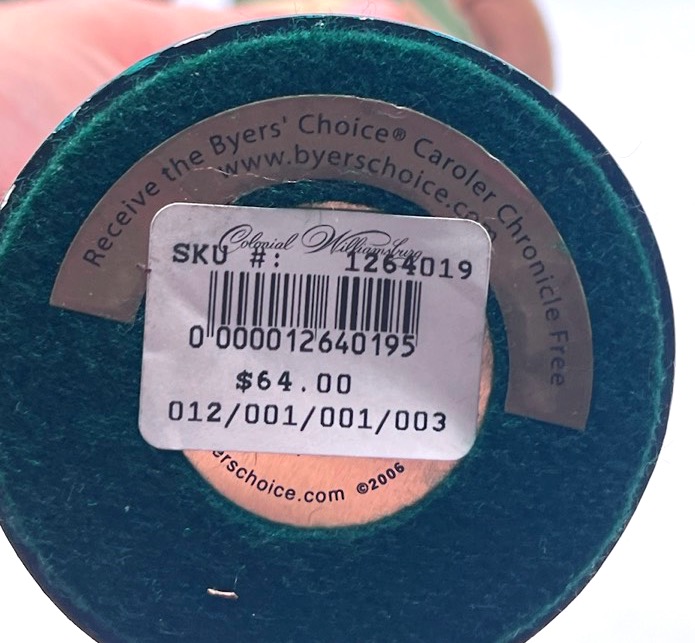 Receive the Byers' Choice® Caroler Chronicle Free
www.byerschoice.com
Colonial Williamsburg
SKU #: 1264019
0 000012640195
$64.00
012/001/001/003
erschoice.com ©2006